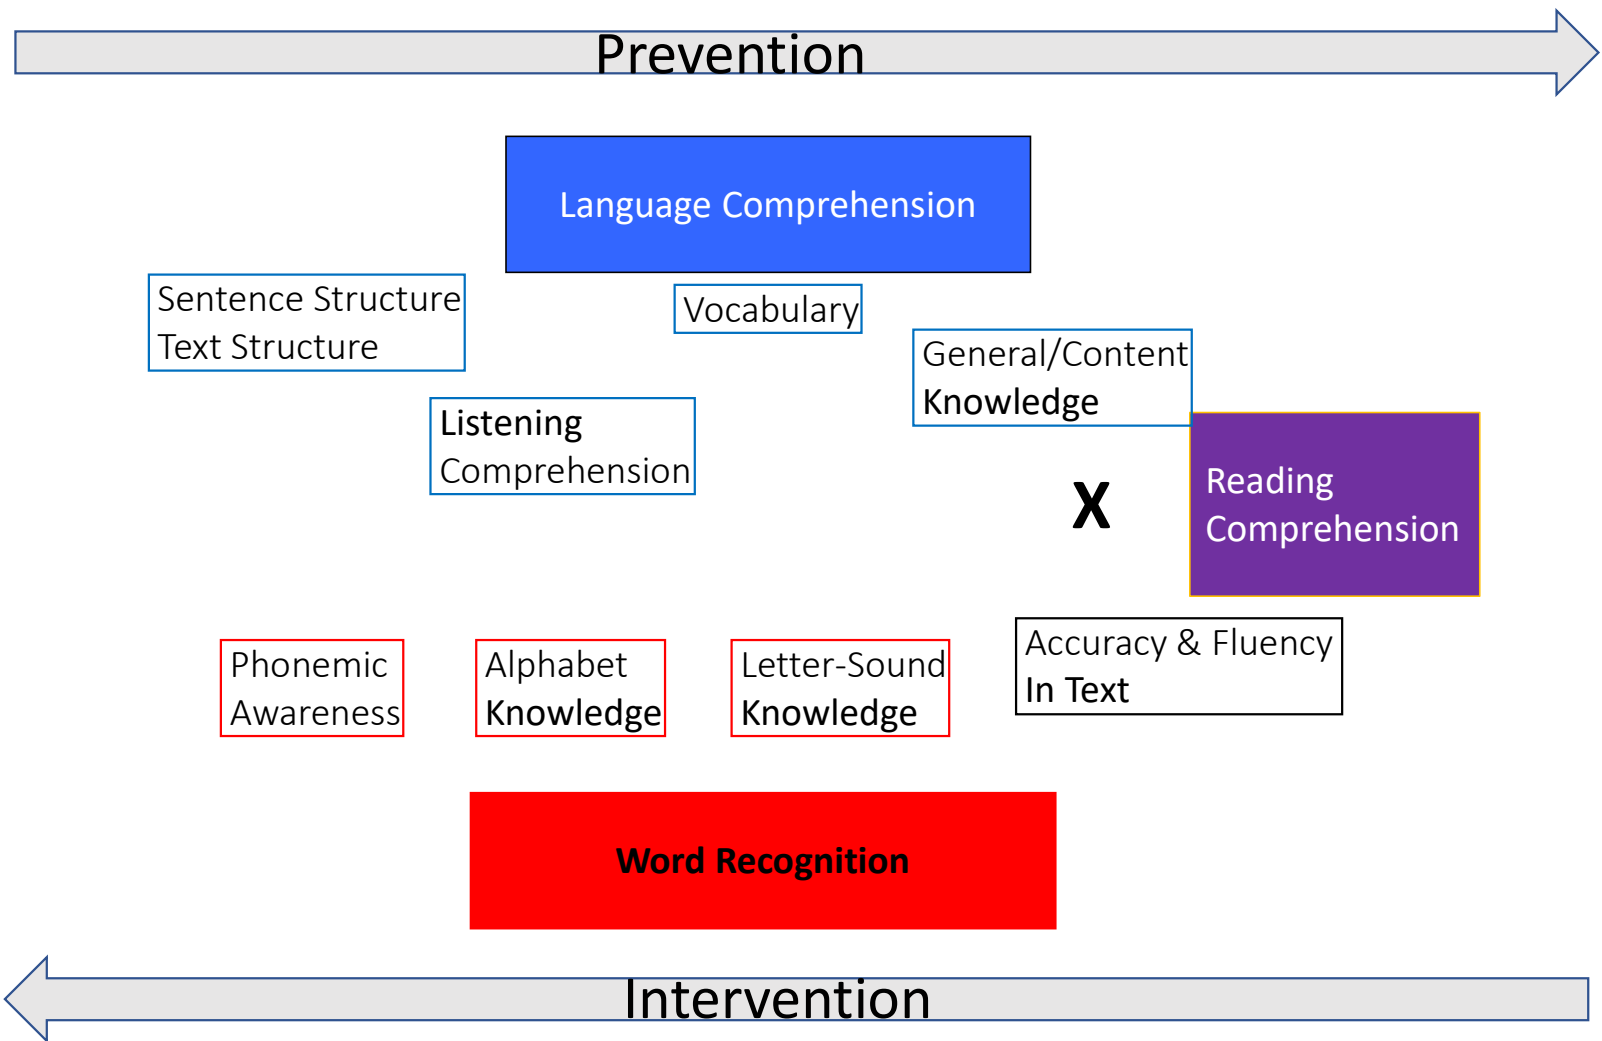 Prevention
Language Comprehension
Sentence Structure
Text Structure
Vocabulary
General/Content
Knowledge
Listening
Comprehension
X
Reading
Comprehension
Phonemic
Awareness
Alphabet
Knowledge
Letter-Sound
Knowledge
Accuracy & Fluency
In Text
Word Recognition
Intervention